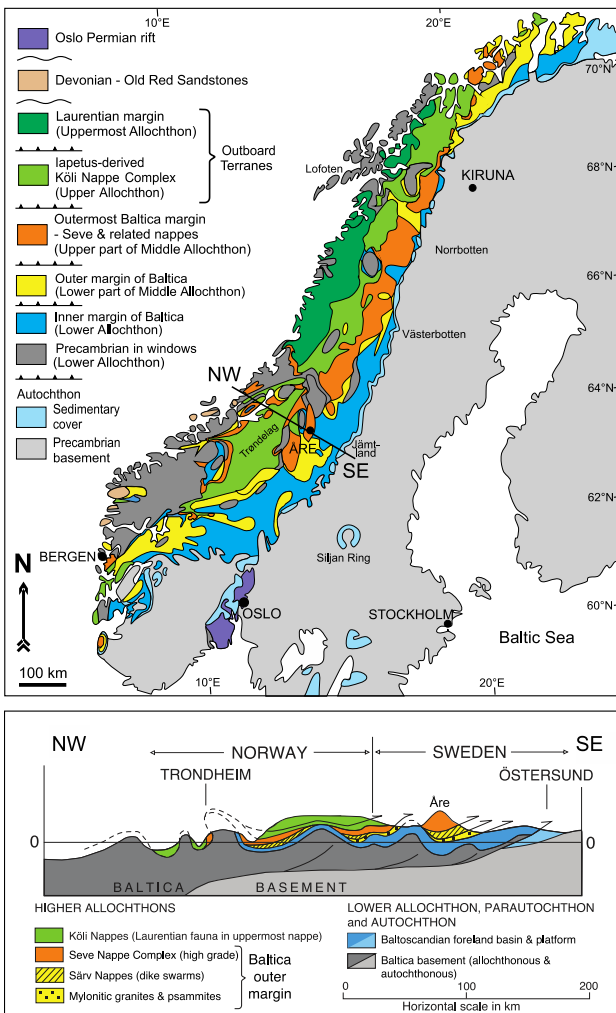 10°E
20°E
Oslo Permian rift
Devonian - Old Red Sandstones
Laurentian margin
(Uppermost Allochthon)
Outboard
Terranes
Iapetus-derived
Köli Nappe Complex
(Upper Allochthon)
Outermost Baltica margin
- Seve & related nappes
(Upper part of Middle Allochthon)
Outer margin of Baltica
(Lower part of Middle Allochthon)
Inner margin of Baltica
(Lower Allochthon)
Precambrian in windows
(Lower Allochthon)
Autochthon
Sedimentary
cover
Precambrian
basement
70°N
Lofoten
68°N
KIRUNA
Norrbotten
66°N
Västerbotten
64°N
NW
Trøndelag
ÅRE
Jämt-
land
SE
62°N
Siljan Ring
BERGEN
N
60°N
OSLO
STOCKHOLM
Baltic Sea
100 km
10°E
20°E
NW
SE
NORWAY
SWEDEN
TRONDHEIM
ÖSTERSUND
Åre
0
0
BALTICA
BASEMENT
HIGHER ALLOCHTHONS
Köli Nappes (Laurentian fauna in uppermost nappe)
Seve Nappe Complex (high grade)
Särv Nappes (dike swarms)
Mylonitic granites & psammites
Baltica
outer
margin
LOWER ALLOCHTHON, PARAUTOCHTHON
and AUTOCHTHON
Baltoscandian foreland basin & platform
Baltica basement (allochthonous &
autochthonous)
0
100
200
Horizontal scale in km